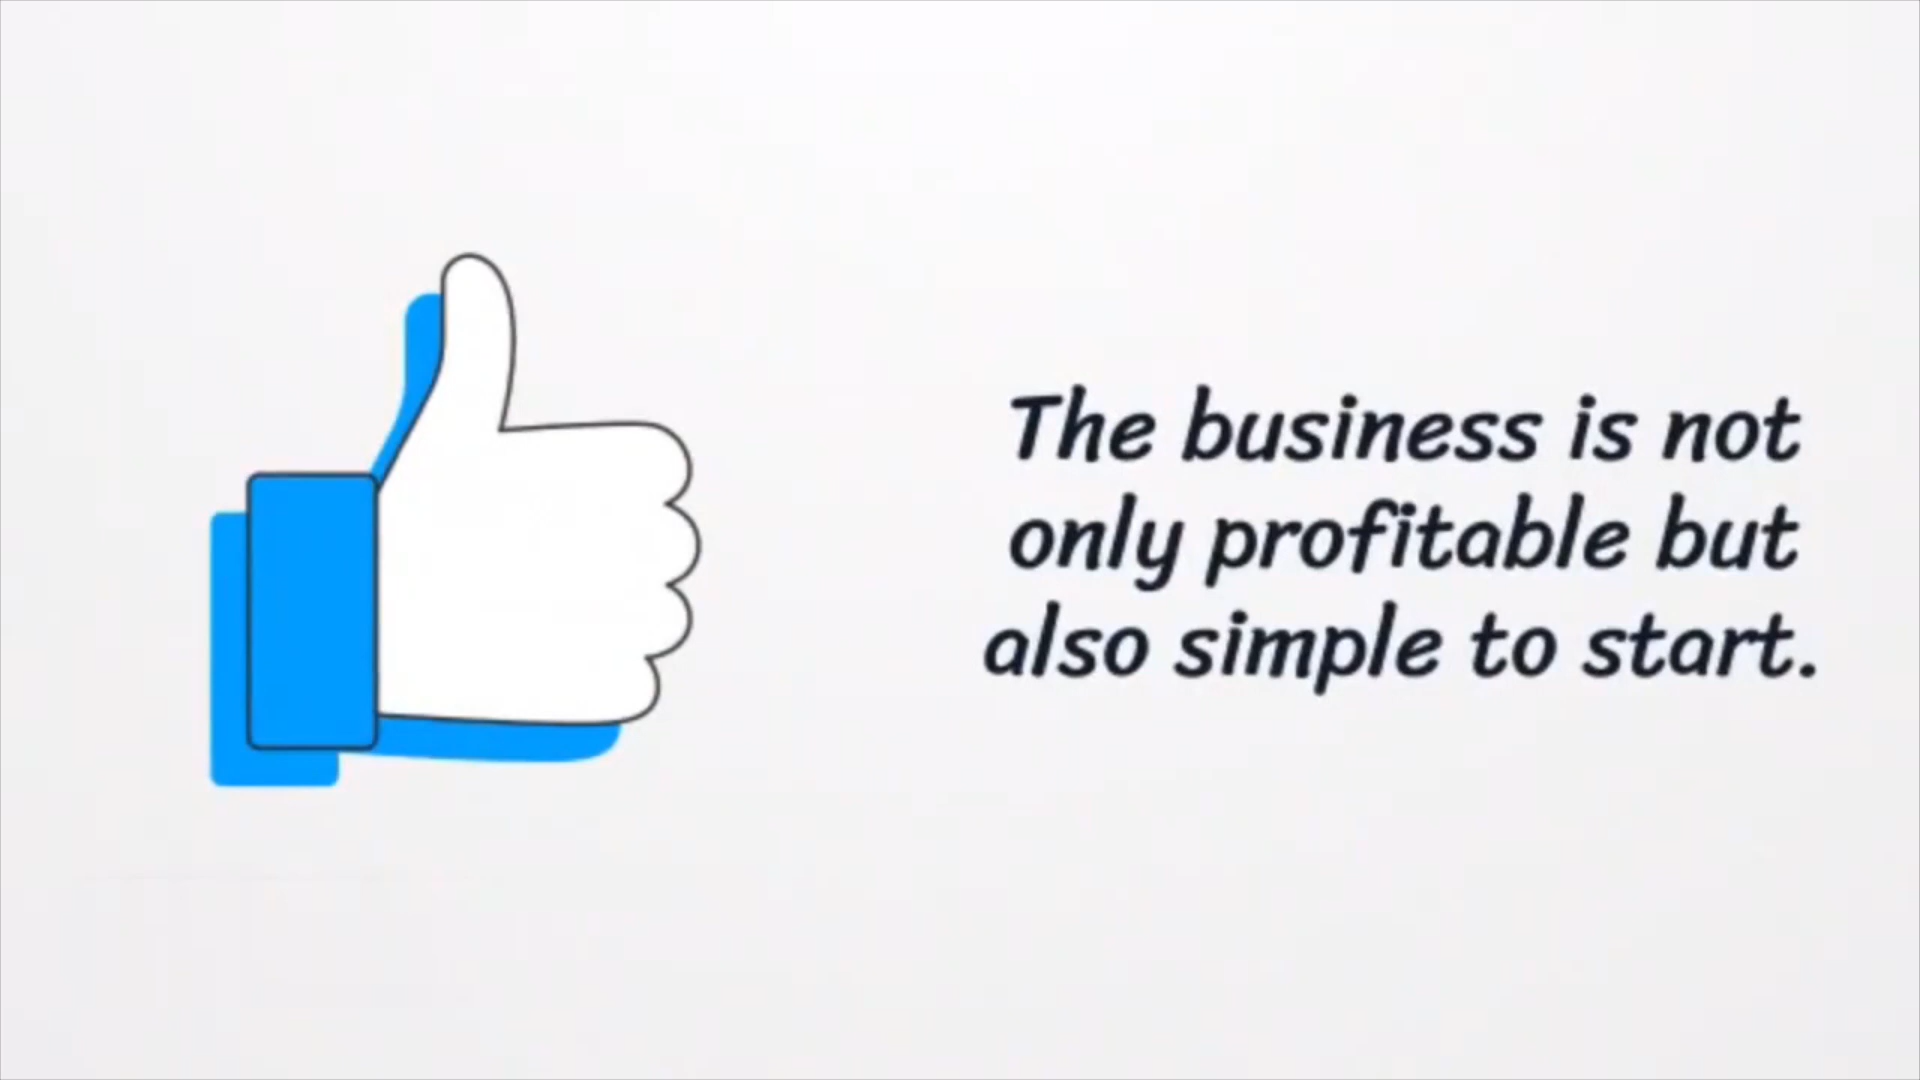 The business is not
only profitable but
also simple to start.